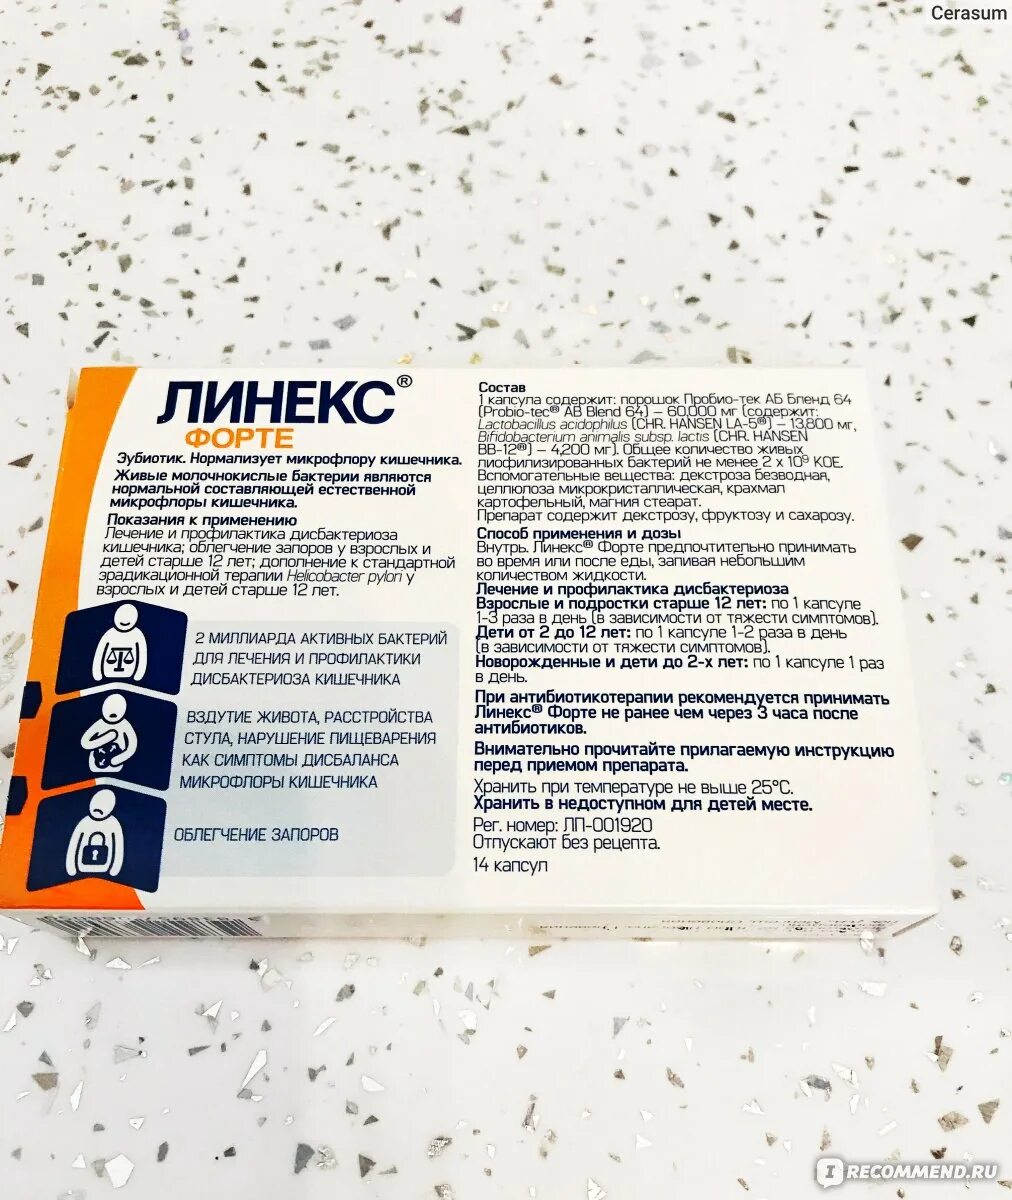 Cerasum
ЛИНЕКС®
ФОРТЕ
Эубиотик. Нормализует микрофлору кишечника.
Живые молочнокислые бактерии являются
нормальной составляющей естественной
микрофлоры кишечника.
Показания к применению
Лечение и профилактика дисбактериоза
кишечника; облегчение запоров у взрослых и
детей старше 12 лет; дополнение к стандартной
эрадикационной терапии Helicobacter pylori у
взрослых и детей старше 12 лет.
2 МИЛЛИАРДА АКТИВНЫХ БАКТЕРИЙ
ДЛЯ ЛЕЧЕНИЯ И ПРОФИЛАКТИКИ
ДИСБАКТЕРИОЗА КИШЕЧНИКА
ВЗДУТИЕ ЖИВОТА, РАССТРОЙСТВА
СТУЛА, НАРУШЕНИЕ ПИЩЕВАРЕНИЯ
КАК СИМПТОМЫ ДИСБАЛАНСА
МИКРОФЛОРЫ КИШЕЧНИКА
ОБЛЕГЧЕНИЕ ЗАПОРОВ
Состав
1 капсула содержит: порошок Пробио-тек АБ Бленд 64
(Probio-tec® AB Blend 64) – 60,000 мг (содержит:
Lactobacillus acidophilus (CHR. HANSEN LA-5®) – 13,800 мг,
Bifidobacterium animalis subsp. lactis (CHR. HANSEN
BB-12®) – 4,200 мг). Общее количество живых
лиофилизированных бактерий не менее 2 x 10⁹ КОЕ.
Вспомогательные вещества: декстроза безводная,
целлюлоза микрокристаллическая, крахмал
картофельный, магния стеарат.
Препарат содержит декстрозу, фруктозу и сахарозу.
Способ применения и дозы
Внутрь. Линекс® Форте предпочтительно принимать
во время или после еды, запивая небольшим
количеством жидкости.
Лечение и профилактика дисбактериоза
Взрослые и подростки старше 12 лет: по 1 капсуле
1-3 раза в день (в зависимости от тяжести симптомов).
Дети от 2 до 12 лет: по 1 капсуле 1-2 раза в день
(в зависимости от тяжести симптомов).
Новорожденные и дети до 2-х лет: по 1 капсуле 1 раз
в день.
При антибиотикотерапии рекомендуется принимать
Линекс® Форте не ранее чем через 3 часа после
антибиотиков.
Внимательно прочитайте прилагаемую инструкцию
перед приемом препарата.
Хранить при температуре не выше 25°С.
Хранить в недоступном для детей месте.
Рег. номер: ЛП-001920
Отпускают без рецепта.
14 капсул
IRECOMMEND.RU